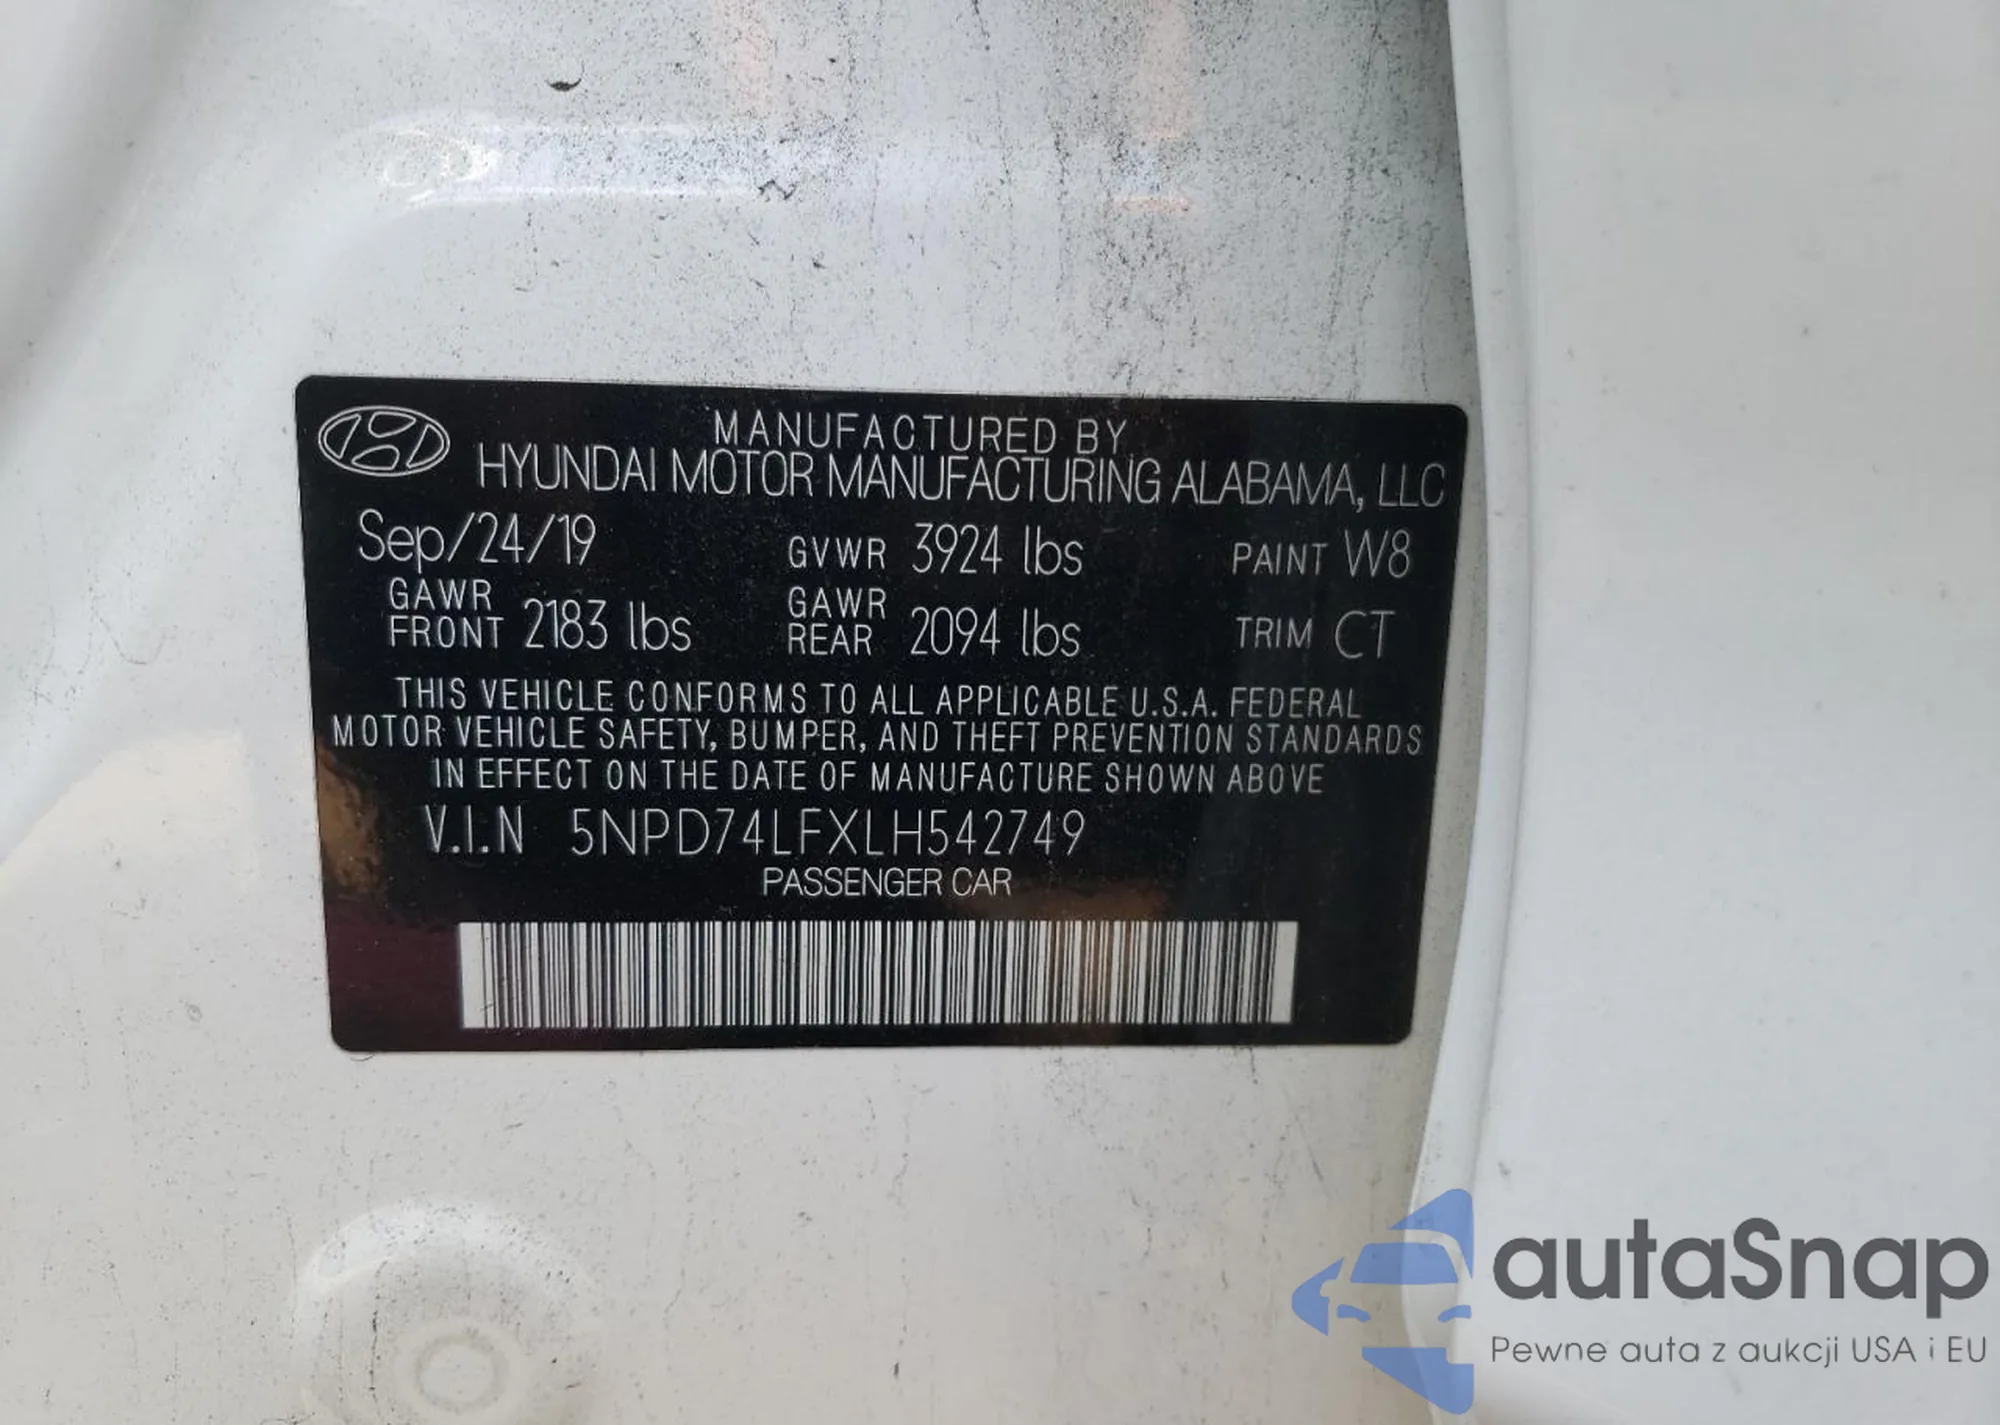 MANUFACTURED BY
HYUNDAI MOTOR MANUFACTURING ALABAMA, LLC
Sep/24/19 GVWR 3924 lbs PAINT W8
GAWR FRONT 2183 lbs GAWR REAR 2094 lbs TRIM CT
THIS VEHICLE CONFORMS TO ALL APPLICABLE U.S.A. FEDERAL
MOTOR VEHICLE SAFETY, BUMPER, AND THEFT PREVENTION STANDARDS
IN EFFECT ON THE DATE OF MANUFACTURE SHOWN ABOVE
V.I.N 5NPD74LFXLH542749
PASSENGER CAR
autaSnap
Pewne auta z aukcji USA i EU